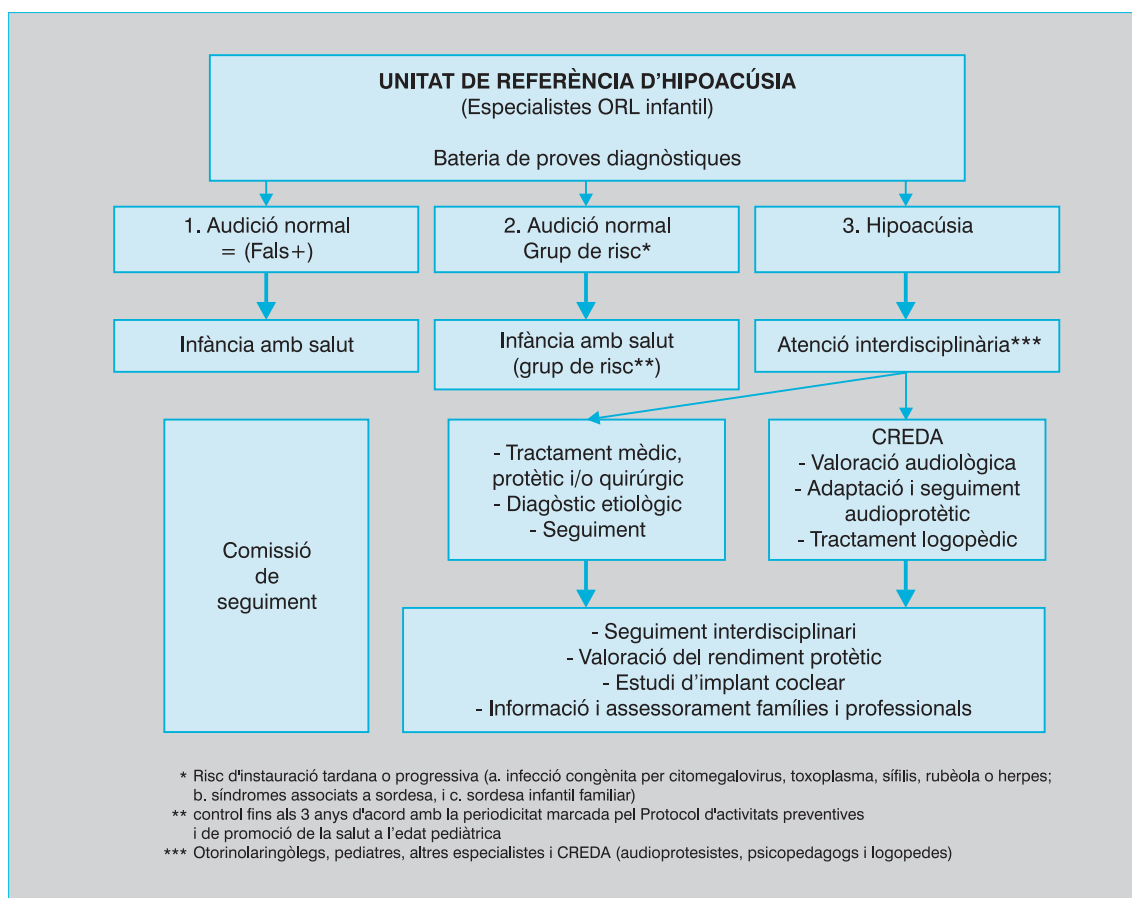 UNITAT DE REFERÈNCIA D'HIPOACÚSIA
(Especialistes ORL infantil)
Bateria de proves diagnòstiques
1. Audició normal
= (Fals+)
2. Audició normal
Grup de risc*
3. Hipoacúsia
Infància amb salut
Infància amb salut
(grup de risc**)
Atenció interdisciplinària***
Comissió
de
seguiment
- Tractament mèdic,
protètic i/o quirúrgic
- Diagòstic etiològic
- Seguiment
CREDA
- Valoració audiològica
- Adaptació i seguiment
audioprotètic
- Tractament logopèdic
- Seguiment interdisciplinari
- Valoració del rendiment protètic
- Estudi d'implant coclear
- Informació i assessorament famílies i professionals
* Risc d'instauració tardana o progressiva (a. infecció congènita per citomegalovirus, toxoplasma, sífilis, rubèola o herpes;
b. síndromes associats a sordesa, i c. sordesa infantil familiar)
** control fins als 3 anys d'acord amb la periodicitat marcada pel Protocol d'activitats preventives
i de promoció de la salut a l'edat pediàtrica
*** Otorinolaringòlegs, pediatres, altres especialistes i CREDA (audioprotesistes, psicopedagogs i logopedes)